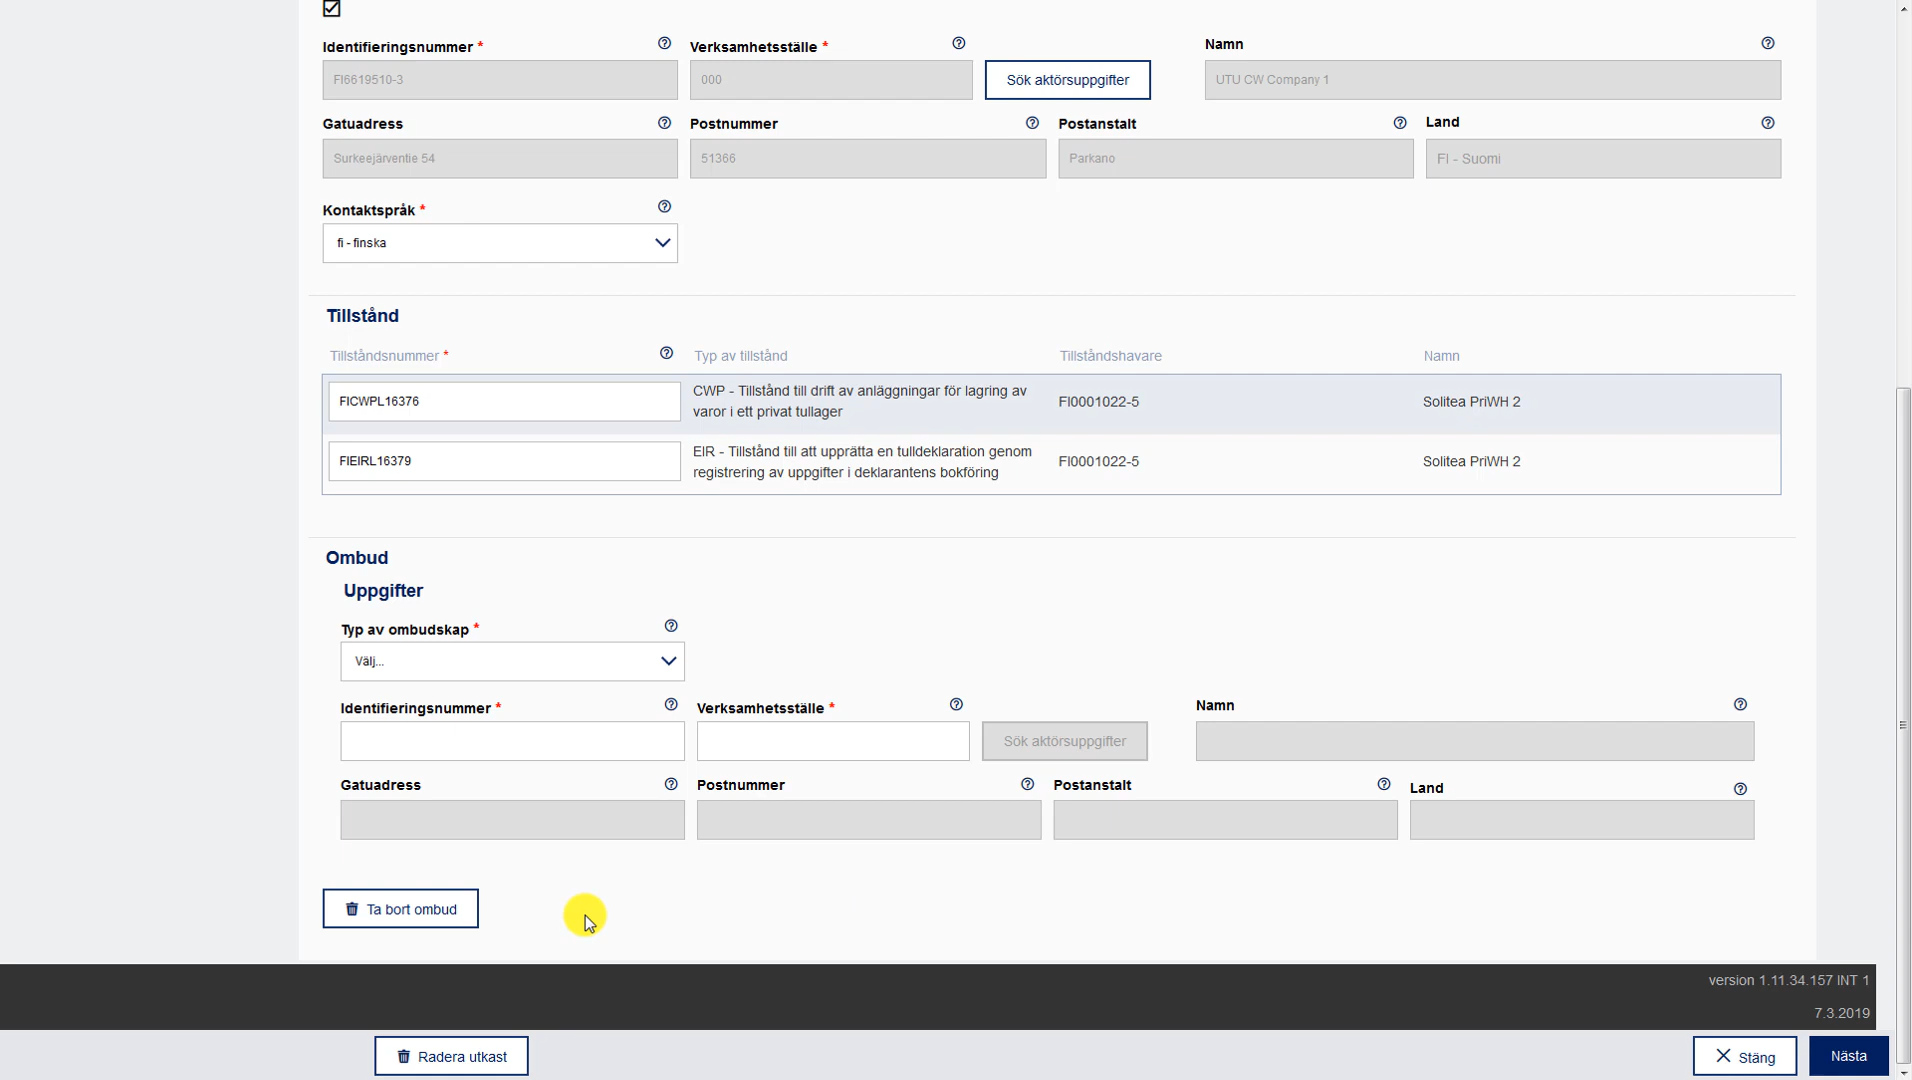 Identifieringsnummer *
Verksamhetsställe *
Namn
FI6619510-3
000
Sök aktörsuppgifter
UTU CW Company 1
Gatuadress
Postnummer
Postanstalt
Land
Surkeejärventie 54
51366
Parkano
FI - Suomi
Kontaktspråk *
fi - finska
Tillstånd
Tillståndsnummer *
Typ av tillstånd
Tillståndshavare
Namn
FICWPL16376
CWP - Tillstånd till drift av anläggningar för lagring av
varor i ett privat tullager
FI0001022-5
Solitea PriWH 2
FIEIRL16379
EIR - Tillstånd till att upprätta en tulldeklaration genom
registrering av uppgifter i deklarantens bokföring
FI0001022-5
Solitea PriWH 2
Ombud
Uppgifter
Typ av ombudskap *
Välj...
Identifieringsnummer *
Verksamhetsställe *
Namn
Sök aktörsuppgifter
Gatuadress
Postnummer
Postanstalt
Land
Ta bort ombud
version 1.11.34.157 INT 1
7.3.2019
Radera utkast
Stäng
Nästa